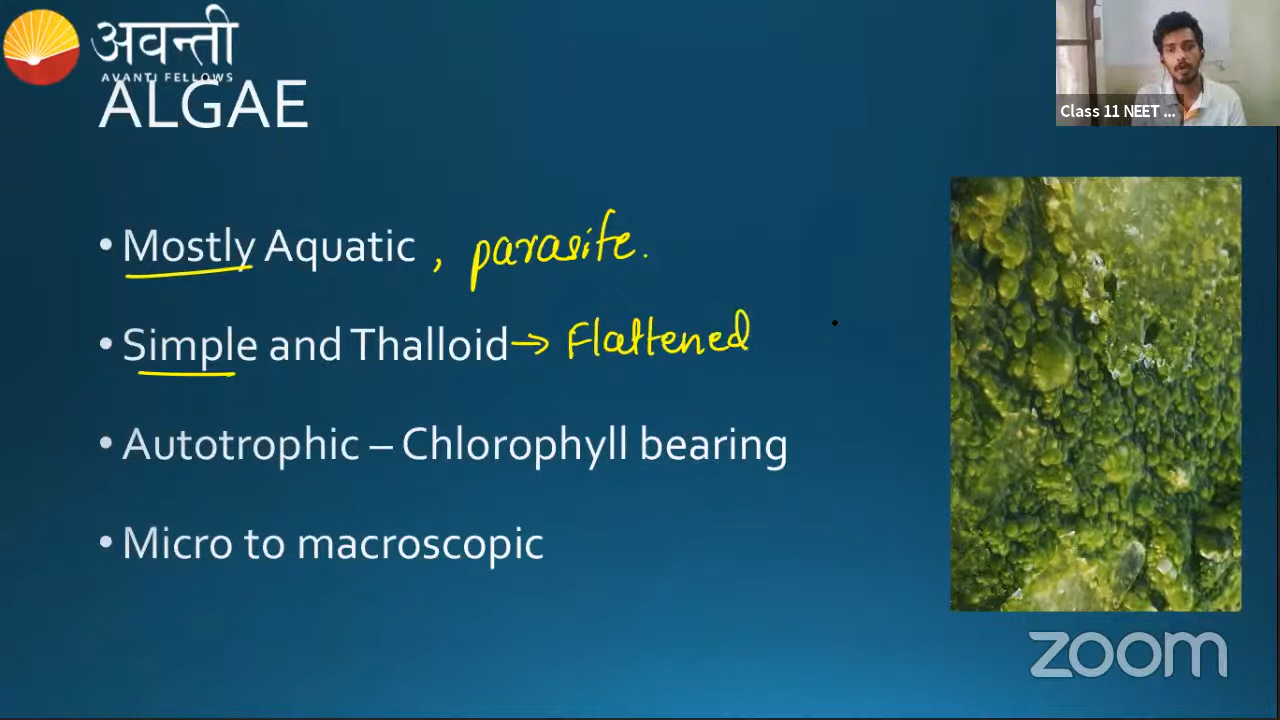 अवन्ती
AVANTI FELLOWS
ALGAE
Class 11 NEET ...
• Mostly Aquatic , parasite.
• Simple and Thalloid → Flattened
• Autotrophic – Chlorophyll bearing
• Micro to macroscopic
zoom